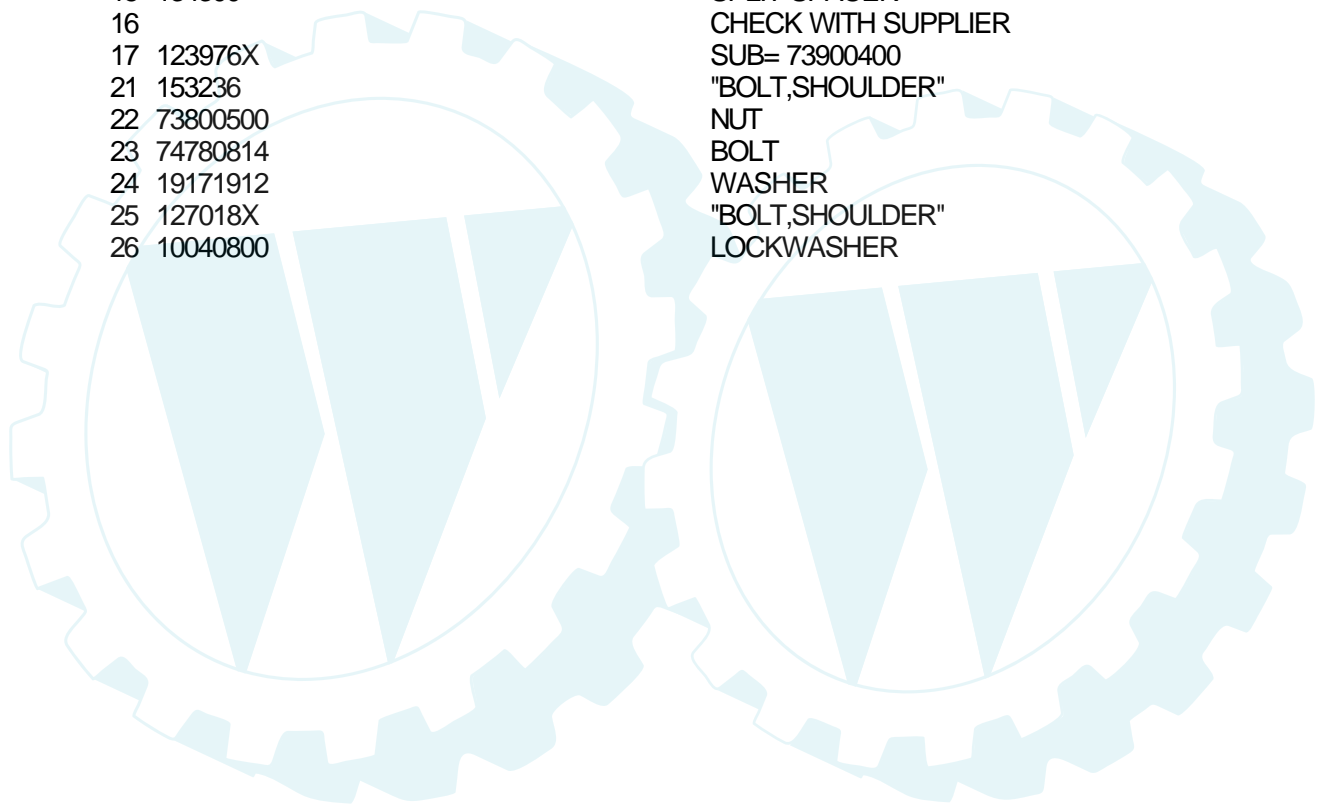 16 CHECK WITH SUPPLIER
17 123976X SUB= 73900400
21 153236 "BOLT,SHOULDER"
22 73800500 NUT
23 74780814 BOLT
24 19171912 WASHER
25 127018X "BOLT,SHOULDER"
26 10040800 LOCKWASHER